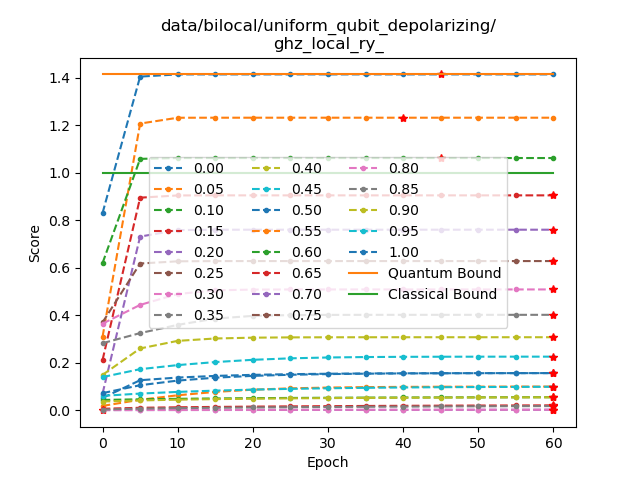 data/bilocal/uniform_qubit_depolarizing/
ghz_local_ry_
1.4
1.2
1.0
0.8
0.6
0.4
0.2
0.0
Score
0.00 0.40 0.80
0.05 0.45 0.85
0.10 0.50 0.90
0.15 0.55 0.95
0.20 0.60 1.00
0.25 0.65 Quantum Bound
0.30 0.70 Classical Bound
0.35 0.75
0 10 20 30 40 50 60
Epoch